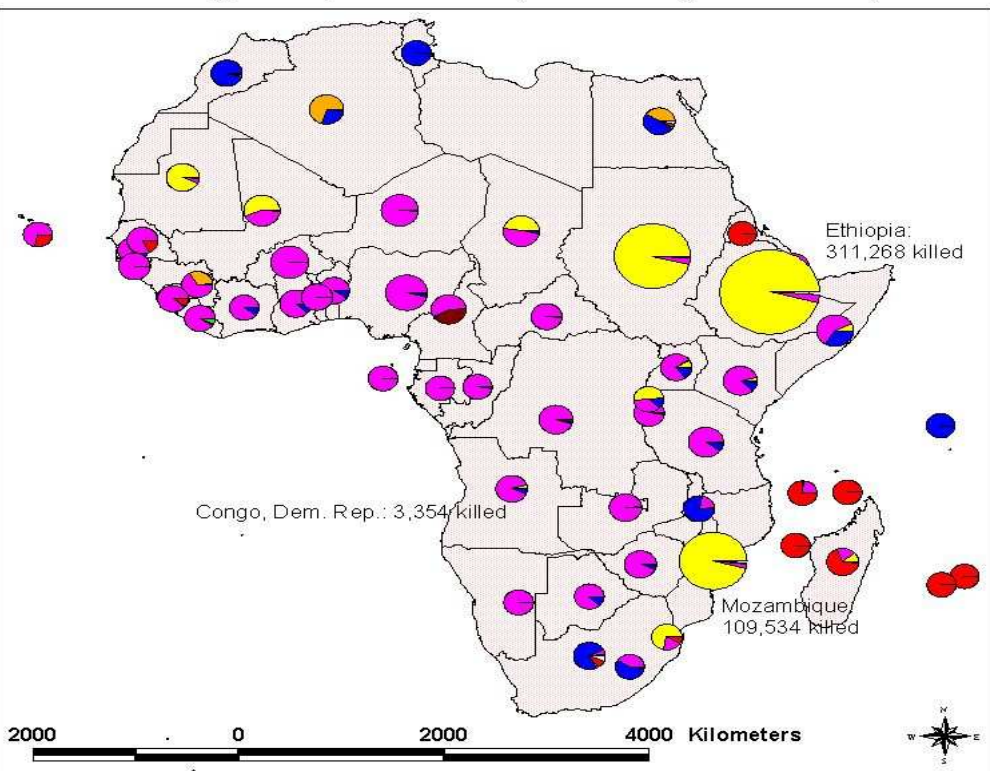 Ethiopia:
311,268 killed
Congo, Dem. Rep.: 3,354 killed
Mozambique:
109,534 killed
2000 0 2000 4000 Kilometers
N
W E
S